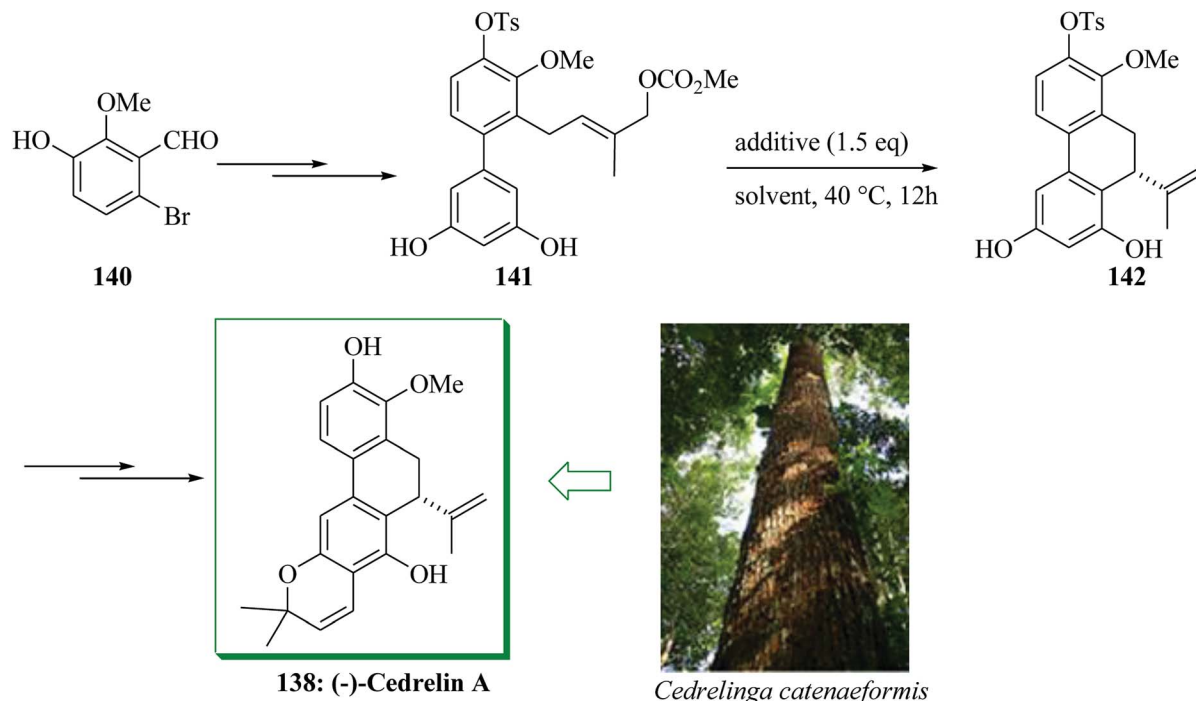 OMe
HO
CHO
Br
140
OTs
OMe
OCO₂Me
HO
OH
141
additive (1.5 eq)
solvent, 40 °C, 12h
OTs
OMe
HO
OH
142
OH
OMe
O
OH
138: (-)-Cedrelin A
Cedrelinga catenaeformis